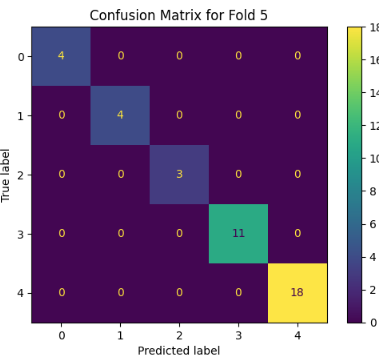 Confusion Matrix for Fold 5
True label
0 4 0 0 0 0
1 0 4 0 0 0
2 0 0 3 0 0
3 0 0 0 11 0
4 0 0 0 0 18
0 1 2 3 4
Predicted label
18
16
14
12
10
8
6
4
2
0